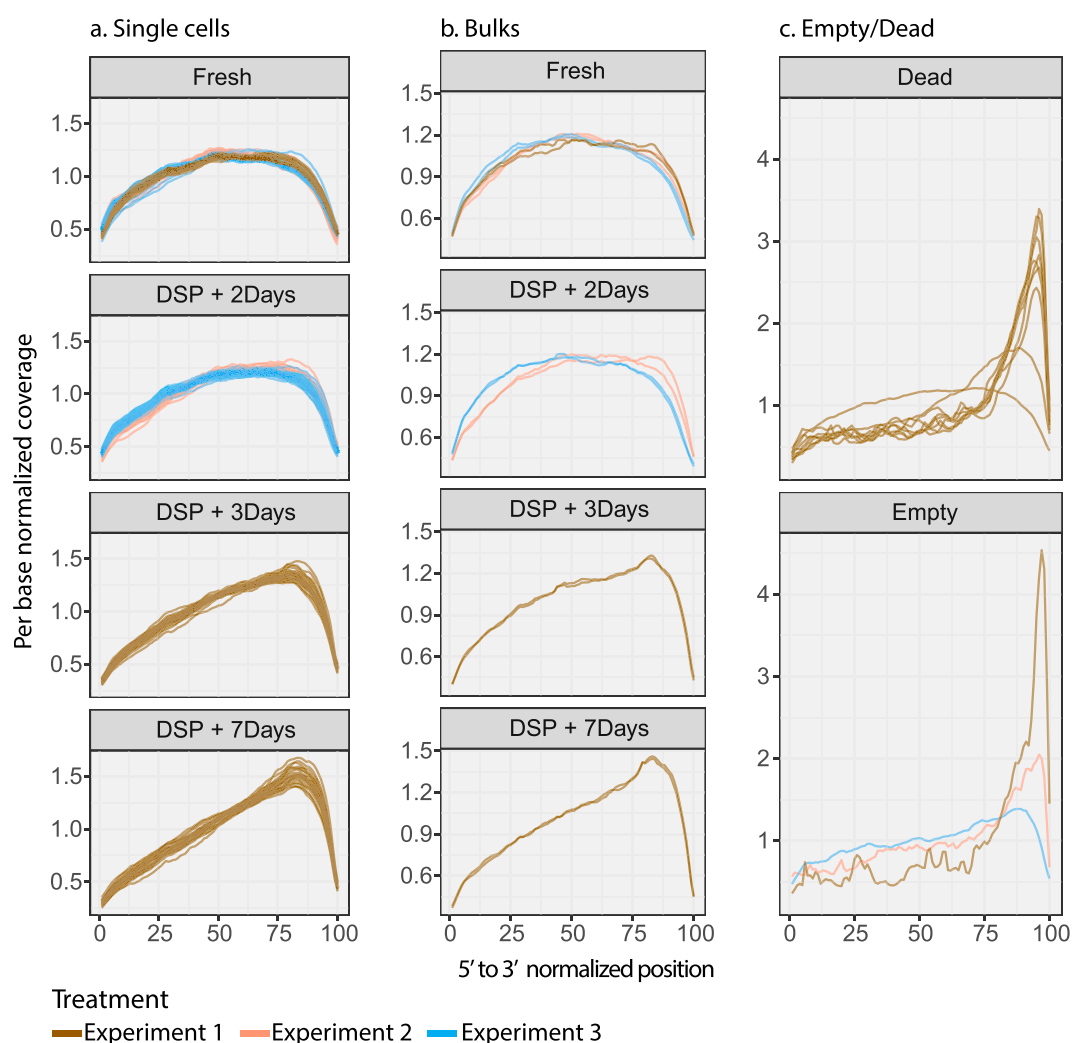 a. Single cells
b. Bulks
c. Empty/Dead
Fresh
1.5
1.0
0.5
DSP + 2Days
1.5
1.0
0.5
DSP + 3Days
1.5
1.0
0.5
DSP + 7Days
1.5
1.0
0.5
0 25 50 75 100
Per base normalized coverage
Fresh
1.5
1.2
0.9
0.6
DSP + 2Days
1.5
1.2
0.9
0.6
DSP + 3Days
1.5
1.2
0.9
0.6
DSP + 7Days
1.5
1.2
0.9
0.6
0 25 50 75 100
Dead
4
3
2
1
Empty
4
3
2
1
0 25 50 75 100
5′ to 3′ normalized position
Treatment
Experiment 1 Experiment 2 Experiment 3